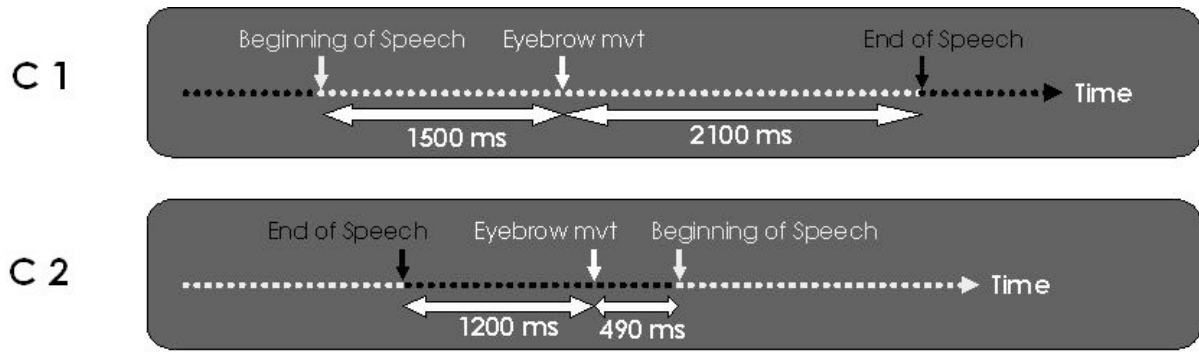 C 1
Beginning of Speech Eyebrow mvt End of Speech
Time
1500 ms 2100 ms
C 2
End of Speech Eyebrow mvt Beginning of Speech
Time
1200 ms 490 ms